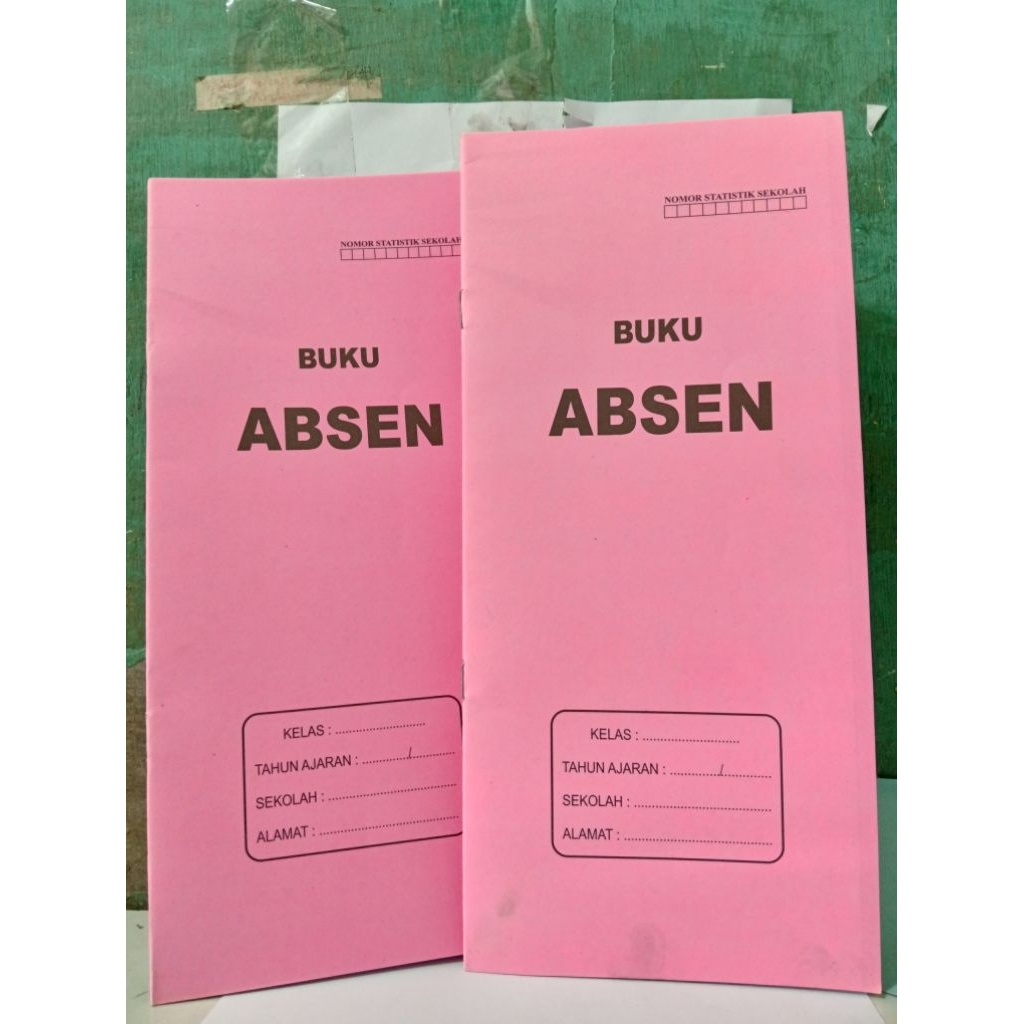 NOMOR STATISTIK SEKOLAH
BUKU
ABSEN
KELAS : ............................
TAHUN AJARAN : ............../..............
SEKOLAH : ......................................
ALAMAT : .........................................
NOMOR STATISTIK SEKOLAH
BUKU
ABSEN
KELAS : ............................
TAHUN AJARAN : ............../..............
SEKOLAH : ......................................
ALAMAT : .........................................